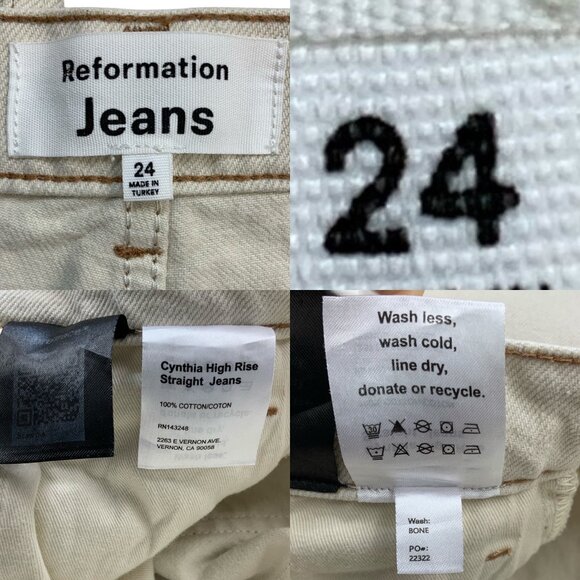 Reformation
Jeans
24
MADE IN
TURKEY
24
Cynthia High Rise
Straight Jeans
100% COTTON/COTON
RN143248
2263 E VERNON AVE.
VERNON, CA 90058
Wash less,
wash cold,
line dry,
donate or recycle.
30
Wash:
BONE
PO#:
22322